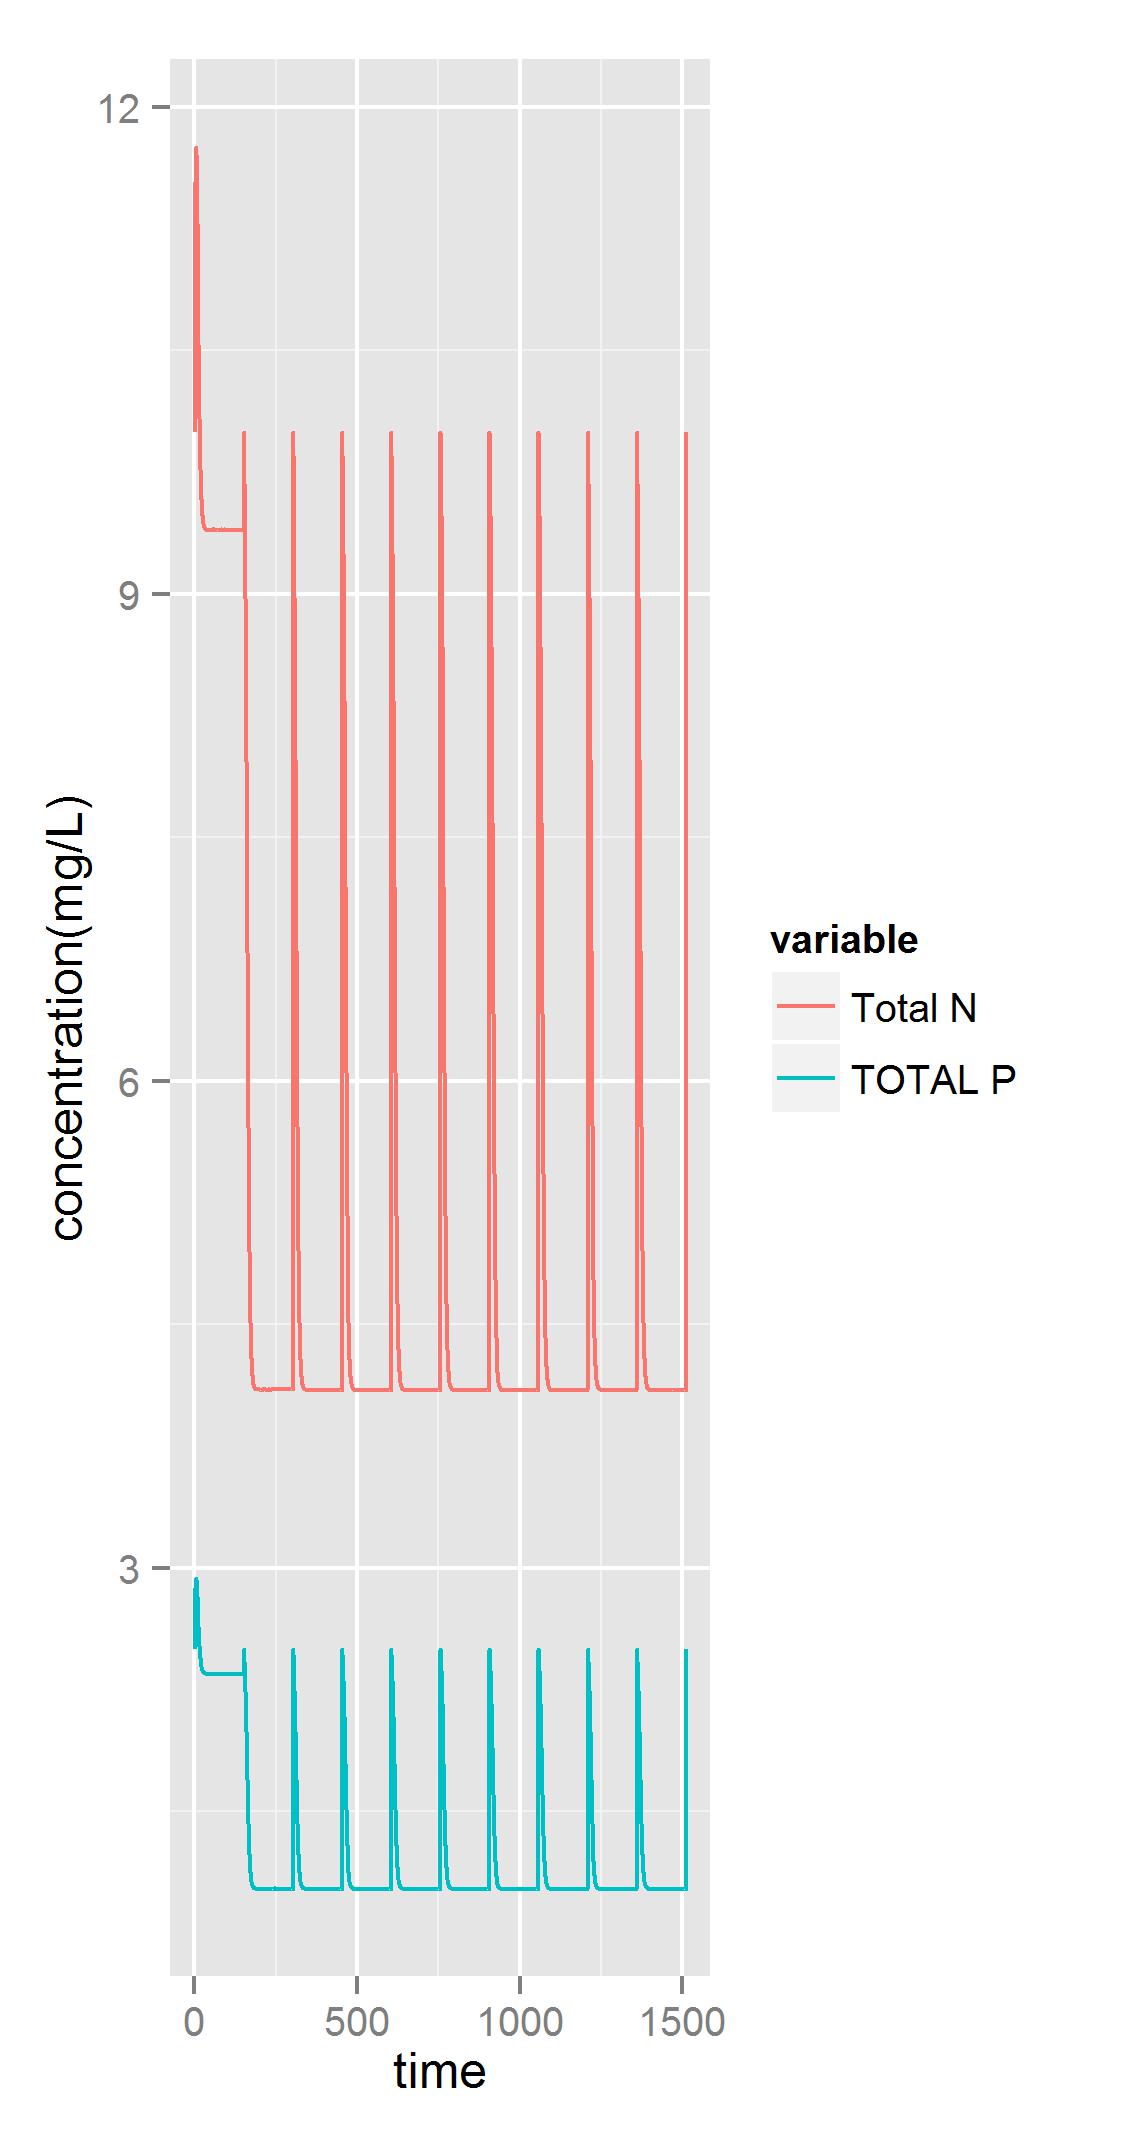 12
9
6
3
concentration(mg/L)
0 500 1000 1500
time
variable
Total N
TOTAL P